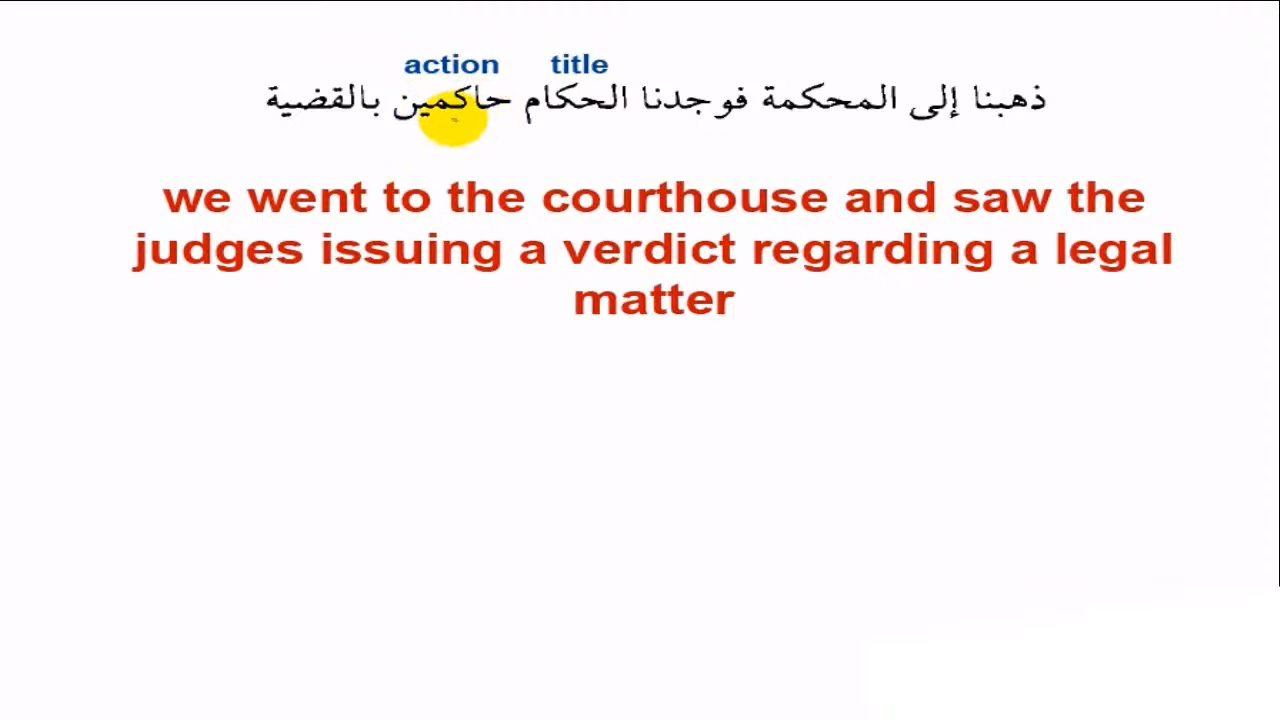 action title
ذهبنا إلى المحكمة فوجدنا الحكام حاكمين بالقضية
we went to the courthouse and saw the
judges issuing a verdict regarding a legal
matter